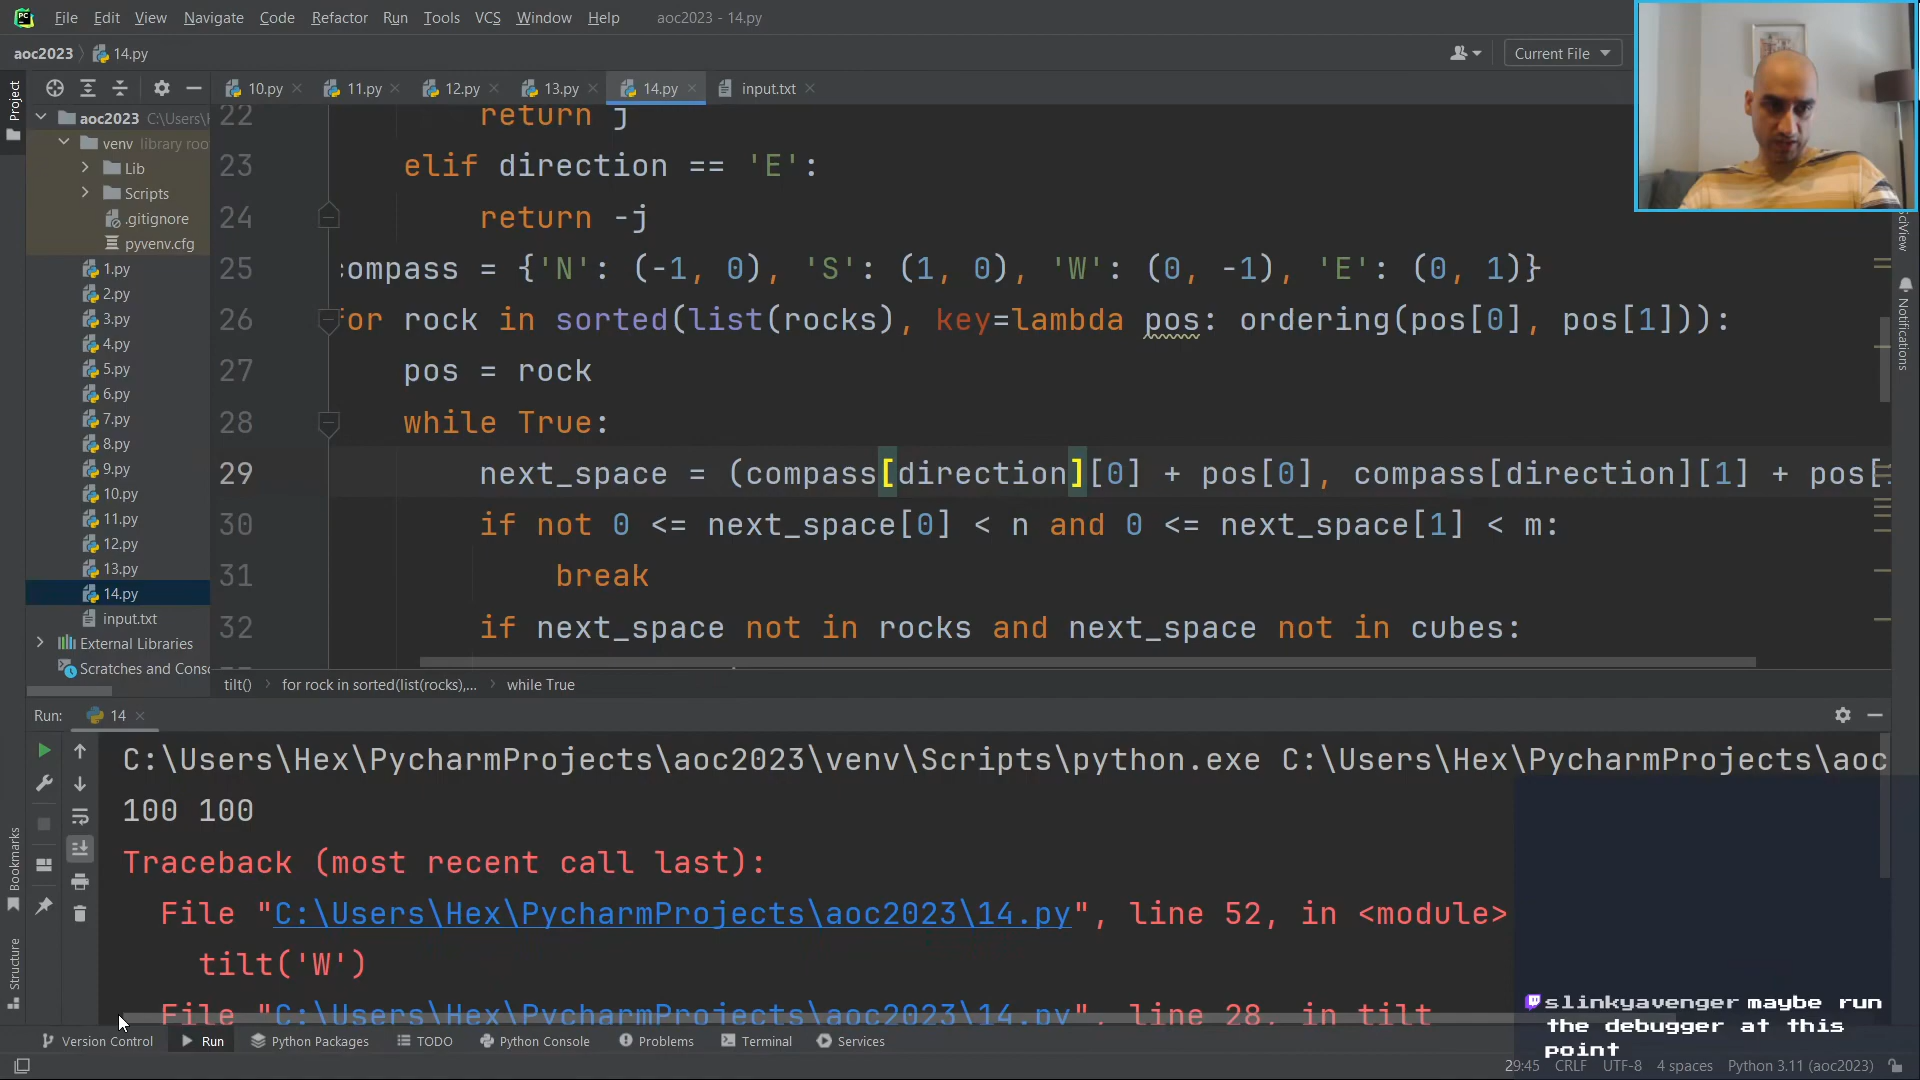 File Edit View Navigate Code Refactor Run Tools VCS Window Help aoc2023 - 14.py
aoc2023 14.py Current File
Project
10.py 11.py 12.py 13.py 14.py input.txt
aoc2023 C:\Users\
venv library roo
Lib
Scripts
.gitignore
pyvenv.cfg
1.py
2.py
3.py
4.py
5.py
6.py
7.py
8.py
9.py
10.py
11.py
12.py
13.py
14.py
input.txt
External Libraries
Scratches and Conso
22 return j
23 elif direction == 'E':
24 return -j
25 compass = {'N': (-1, 0), 'S': (1, 0), 'W': (0, -1), 'E': (0, 1)}
26 for rock in sorted(list(rocks), key=lambda pos: ordering(pos[0], pos[1])):
27 pos = rock
28 while True:
29 next_space = (compass[direction][0] + pos[0], compass[direction][1] + pos[
30 if not 0 <= next_space[0] < n and 0 <= next_space[1] < m:
31 break
32 if next_space not in rocks and next_space not in cubes:
tilt() for rock in sorted(list(rocks),... while True
SciView
Notifications
Run: 14
C:\Users\Hex\PycharmProjects\aoc2023\venv\Scripts\python.exe C:\Users\Hex\PycharmProjects\aoc
100 100
Traceback (most recent call last):
File "C:\Users\Hex\PycharmProjects\aoc2023\14.py", line 52, in <module>
tilt('W')
File "C:\Users\Hex\PycharmProjects\aoc2023\14.py", line 28, in tilt
Bookmarks
Structure
slinkyavenger maybe run
the debugger at this
point
Version Control Run Python Packages TODO Python Console Problems Terminal Services
29:45 CRLF UTF-8 4 spaces Python 3.11 (aoc2023)